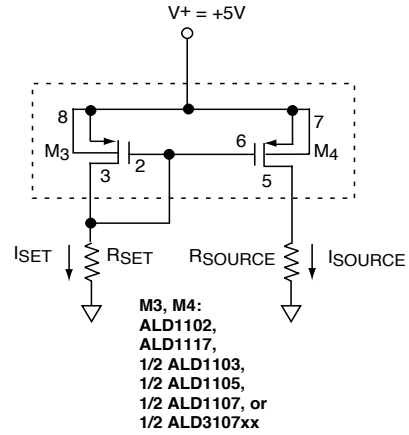 V+ = +5V
8
7
M3
2
6
M4
3
5
ISET
RSET
RSOURCE
ISOURCE
M3, M4:
ALD1102,
ALD1117,
1/2 ALD1103,
1/2 ALD1105,
1/2 ALD1107, or
1/2 ALD3107xx